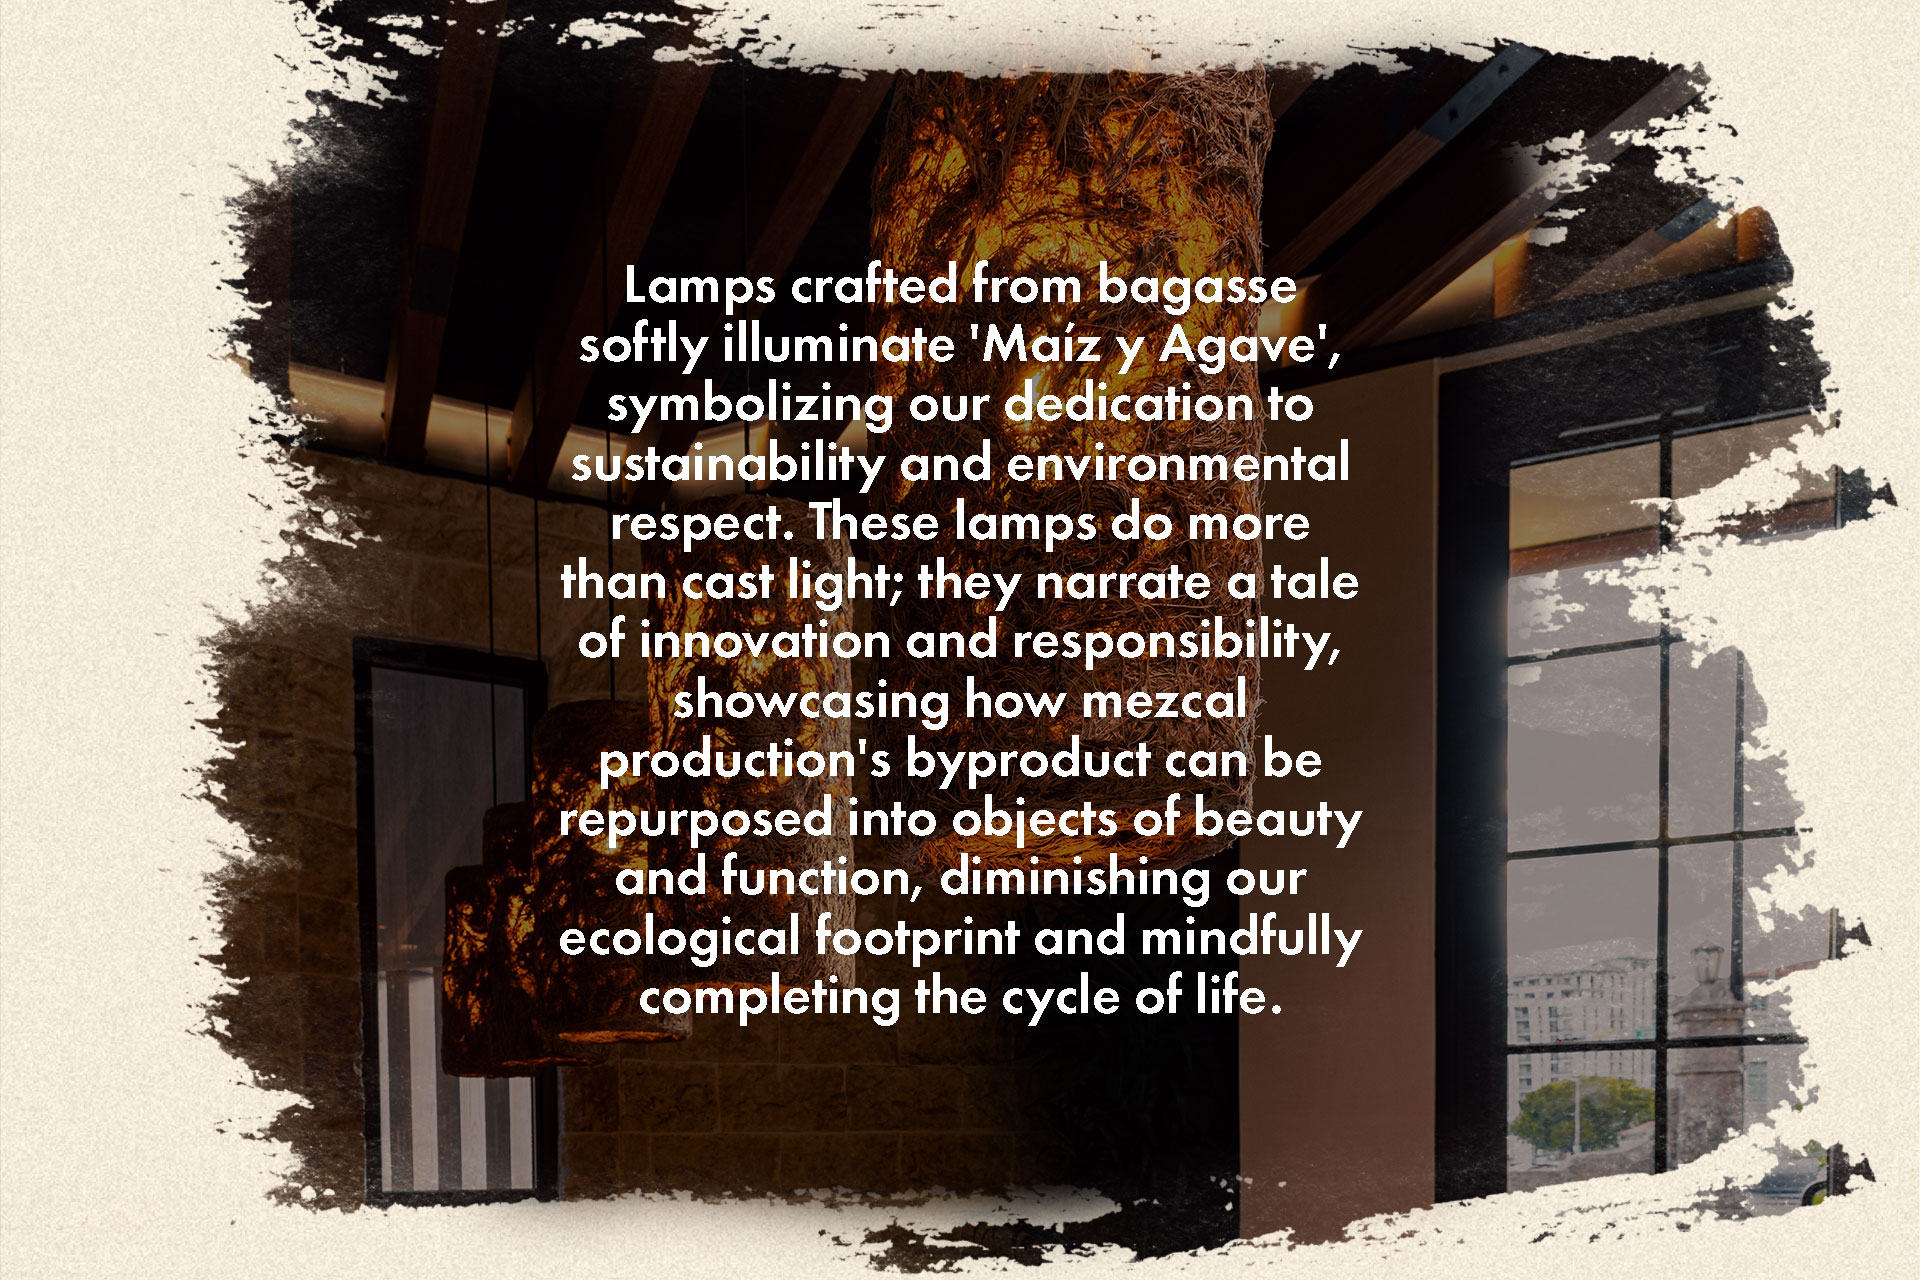 Lamps crafted from bagasse
softly illuminate 'Maíz y Agave',
symbolizing our dedication to
sustainability and environmental
respect. These lamps do more
than cast light; they narrate a tale
of innovation and responsibility,
showcasing how mezcal
production's byproduct can be
repurposed into objects of beauty
and function, diminishing our
ecological footprint and mindfully
completing the cycle of life.